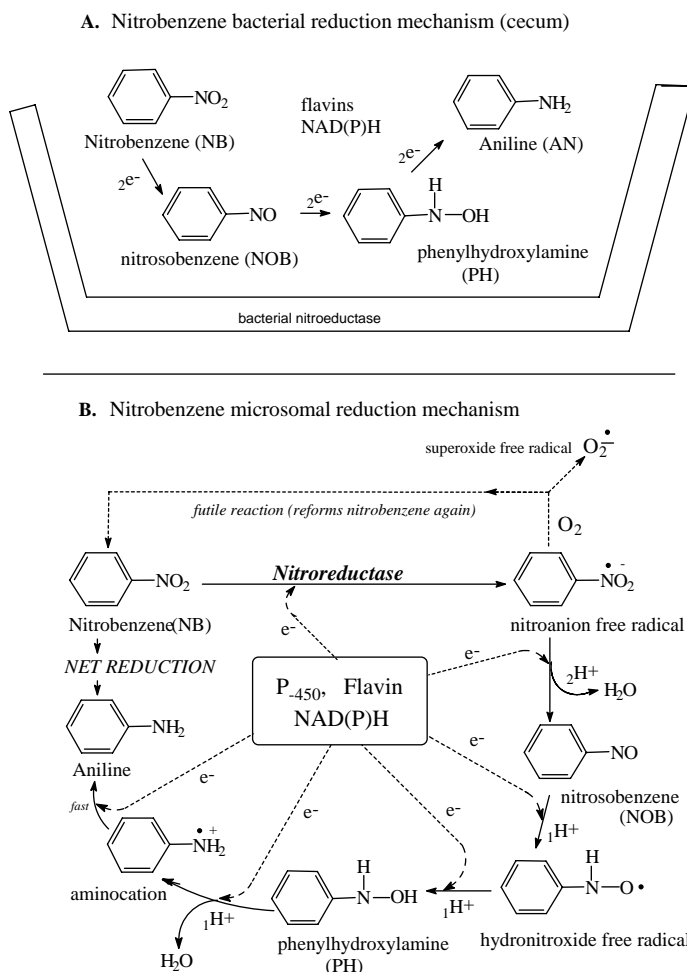 A. Nitrobenzene bacterial reduction mechanism (cecum)
NO2
Nitrobenzene (NB)
flavins
NAD(P)H
NH2
Aniline (AN)
2e-
2e-
2e-
NO
nitrosobenzene (NOB)
H
N
OH
phenylhydroxylamine
(PH)
bacterial nitroeductase
B. Nitrobenzene microsomal reduction mechanism
superoxide free radical O2•−
futile reaction (reforms nitrobenzene again)
O2
NO2
Nitroreductase
•-
NO2
Nitrobenzene(NB)
e-
nitroanion free radical
NET REDUCTION
P-450, Flavin
NAD(P)H
e-
2H+
H2O
NH2
Aniline
NO
nitrosobenzene
(NOB)
e-
e-
e-
e-
fast
1H+
•+
NH2
aminocation
H
N
OH
H
N
O•
1H+
1H+
H2O
phenylhydroxylamine
(PH)
hydronitroxide free radical